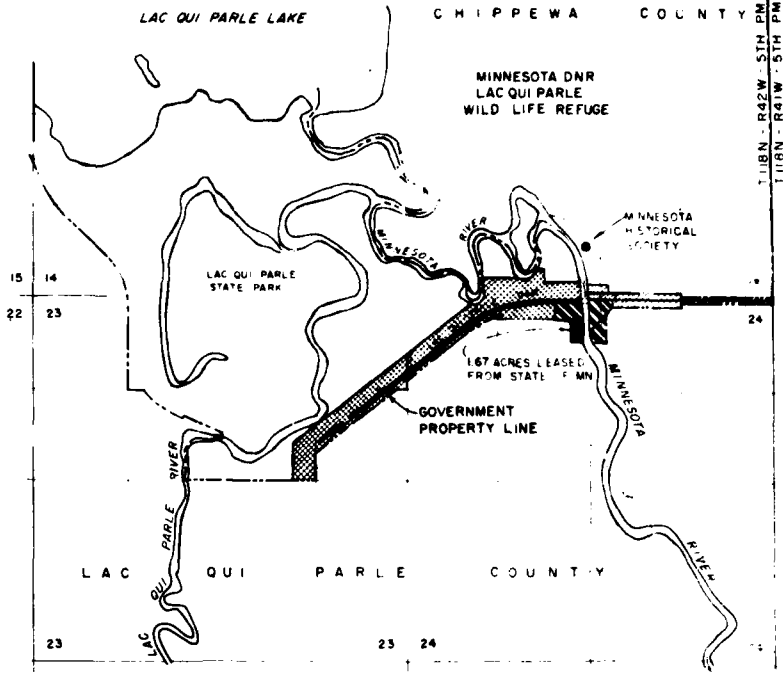 LAC QUI PARLE LAKE
CHIPPEWA COUNTY
T118N - R42W - 5TH PM
T118N - R41W - 5TH PM
MINNESOTA DNR
LAC QUI PARLE
WILD LIFE REFUGE
MINNESOTA
RIVER
MINNESOTA
HISTORICAL
SOCIETY
LAC QUI PARLE
STATE PARK
15 14
22 23
24
1.67 ACRES LEASED
FROM STATE OF MN
GOVERNMENT
PROPERTY LINE
MINNESOTA
RIVER
LAC QUI PARLE RIVER
LAC QUI PARLE COUNTY
23
23 24